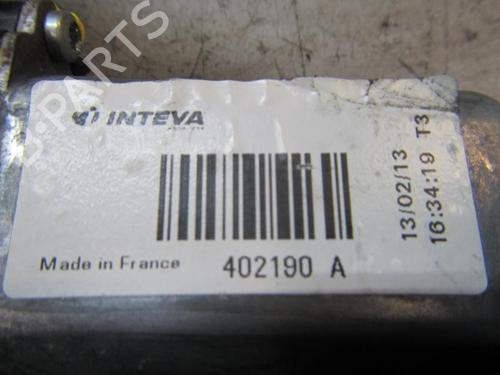 INTEVA
Made in France
402190 A
13/02/13
16:34:19 T3
B-PARTS